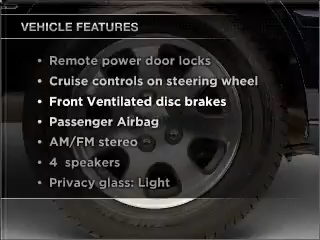 VEHICLE FEATURES
• Remote power door locks
• Cruise controls on steering wheel
• Front Ventilated disc brakes
• Passenger Airbag
• AM/FM stereo
• 4 speakers
• Privacy glass: Light